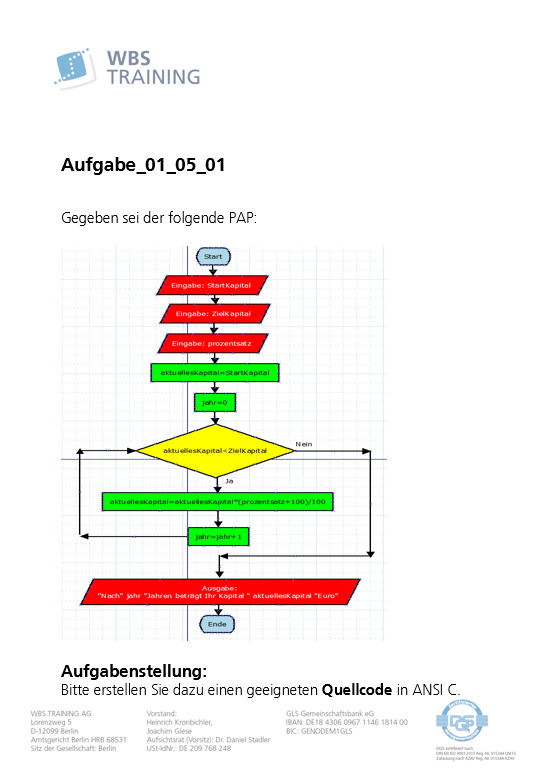 WBS
TRAINING
Aufgabe_01_05_01
Gegeben sei der folgende PAP:
Start
Eingabe: StartKapital
Eingabe: ZielKapital
Eingabe: prozentsatz
aktuellesKapital=StartKapital
jahr=0
aktuellesKapital<ZielKapital
Nein
Ja
aktuellesKapital=aktuellesKapital*(prozentsatz+100)/100
jahr=jahr+1
Ausgabe:
"Nach" jahr "Jahren beträgt Ihr Kapital " aktuellesKapital "Euro"
Ende
Aufgabenstellung:
Bitte erstellen Sie dazu einen geeigneten Quellcode in ANSI C.
WBS TRAINING AG
Lorenzweg 5
D-12099 Berlin
Amtsgericht Berlin HRB 68531
Sitz der Gesellschaft: Berlin
Vorstand:
Heinrich Kronbichler,
Joachim Giese
Aufsichtsrat (Vorsitz): Dr. Daniel Stadler
USt-IdNr.: DE 209 768 248
GLS Gemeinschaftsbank eG
IBAN: DE18 4306 0967 1146 1814 00
BIC: GENODEM1GLS
DQS